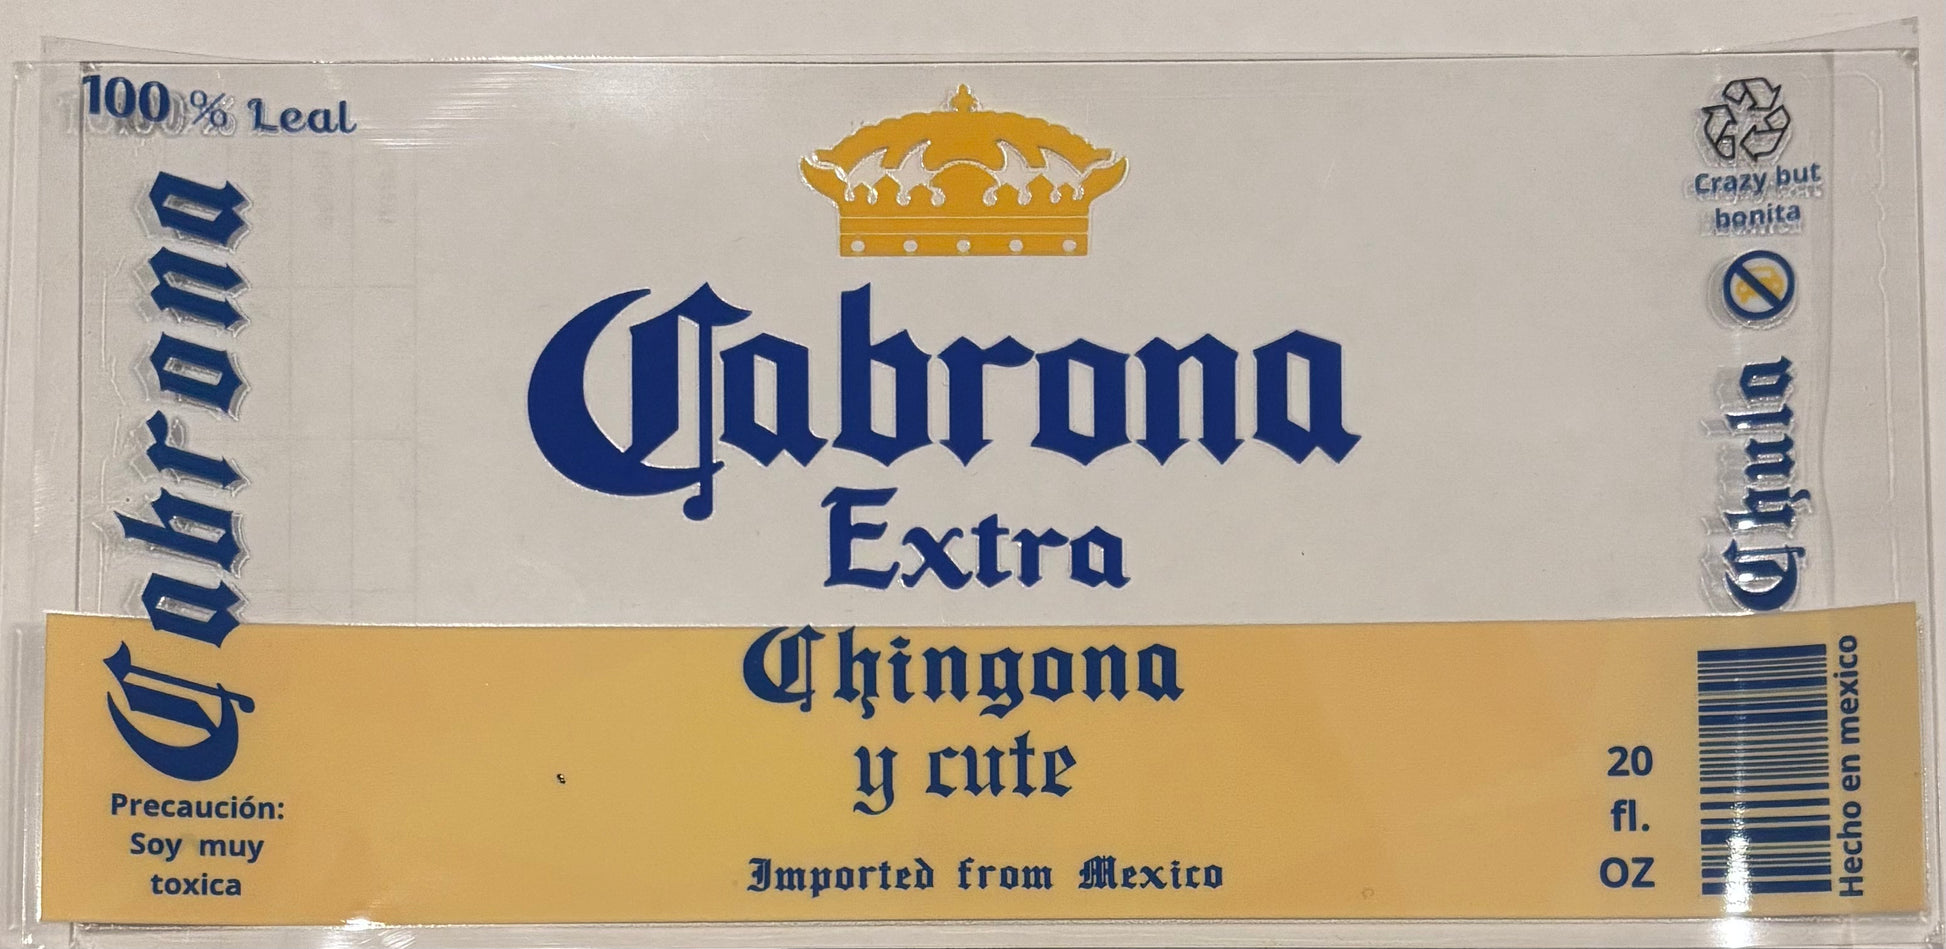 100% Leal
Cabrona
Precaución:
Soy muy
toxica
Cabrona
Extra
Chingona
y cute
Imported from Mexico
Crazy but
bonita
Chula
20
fl.
OZ
Hecho en mexico